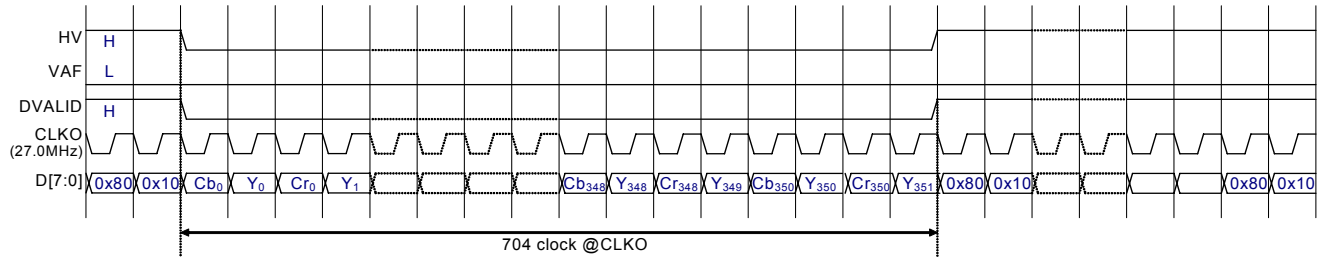 HV H
VAF L
DVALID H
CLKO
(27.0MHz)
D[7:0] 0x80 0x10 Cb0 Y0 Cr0 Y1 Cb348 Y348 Cr348 Y349 Cb350 Y350 Cr350 Y351 0x80 0x10 0x80 0x10
704 clock @CLKO